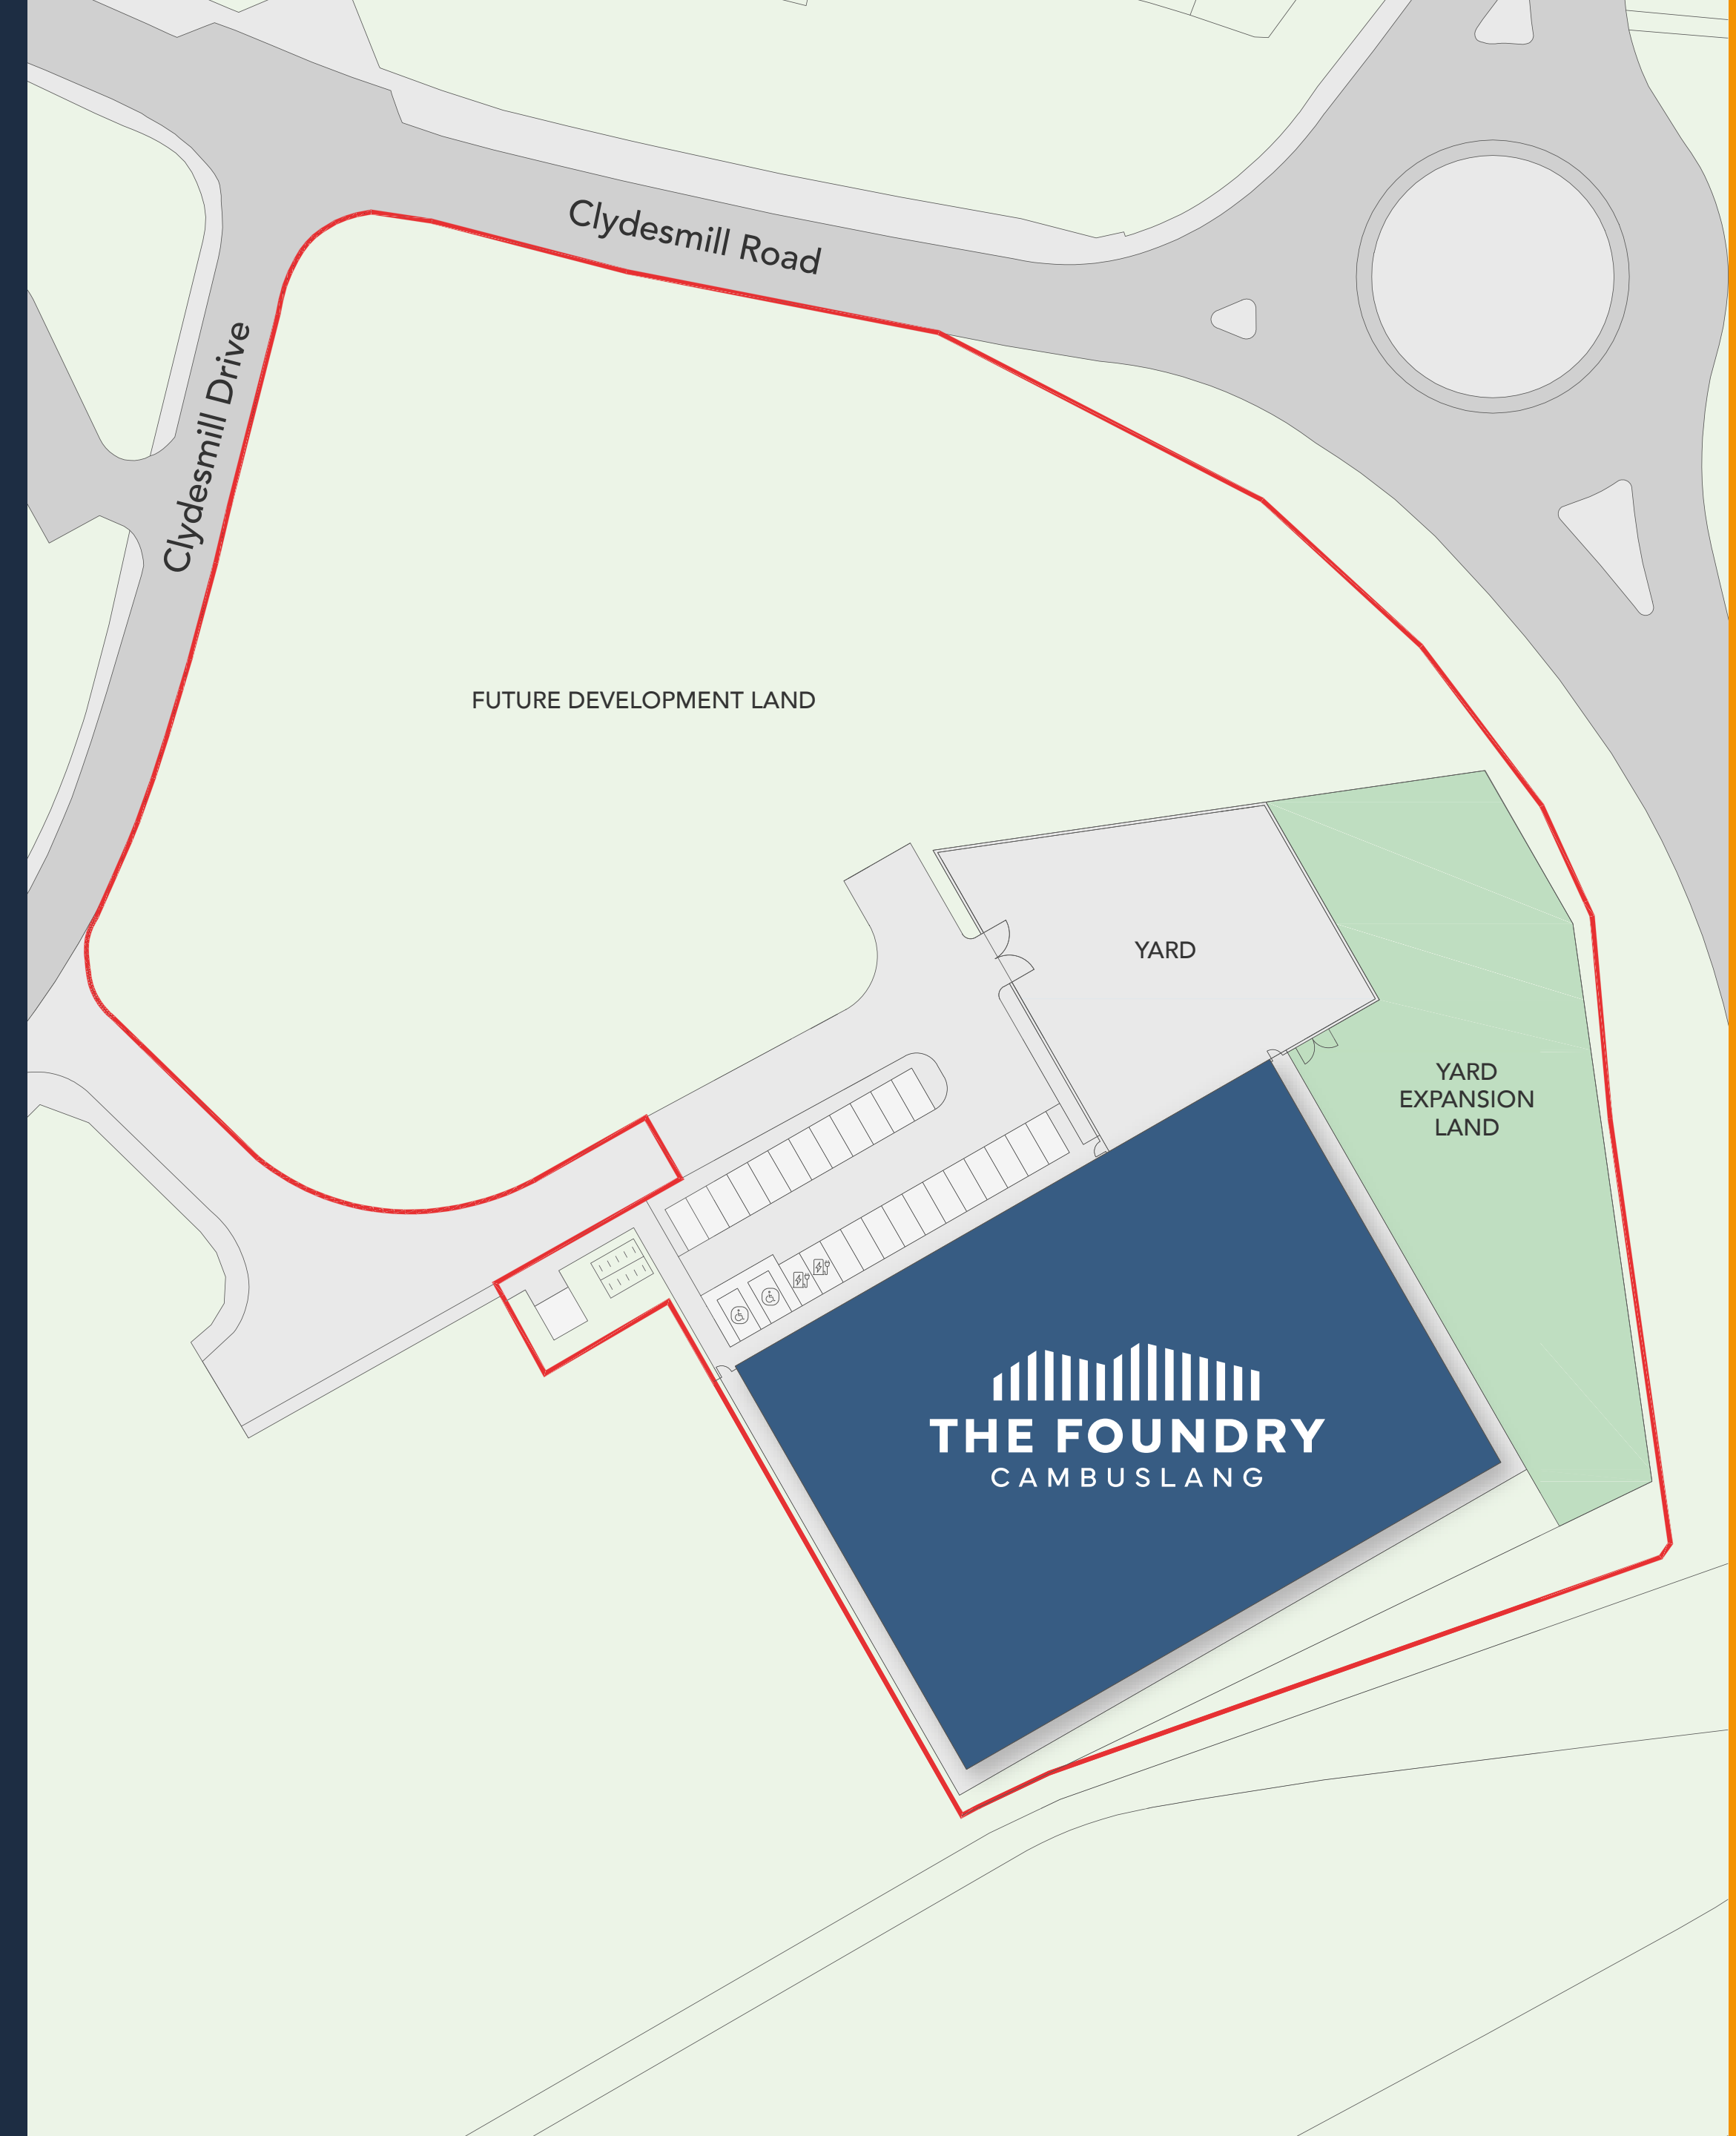 Clydesmill Road
Clydesmill Drive
FUTURE DEVELOPMENT LAND
YARD
YARD
EXPANSION
LAND
THE FOUNDRY
CAMBUSLANG